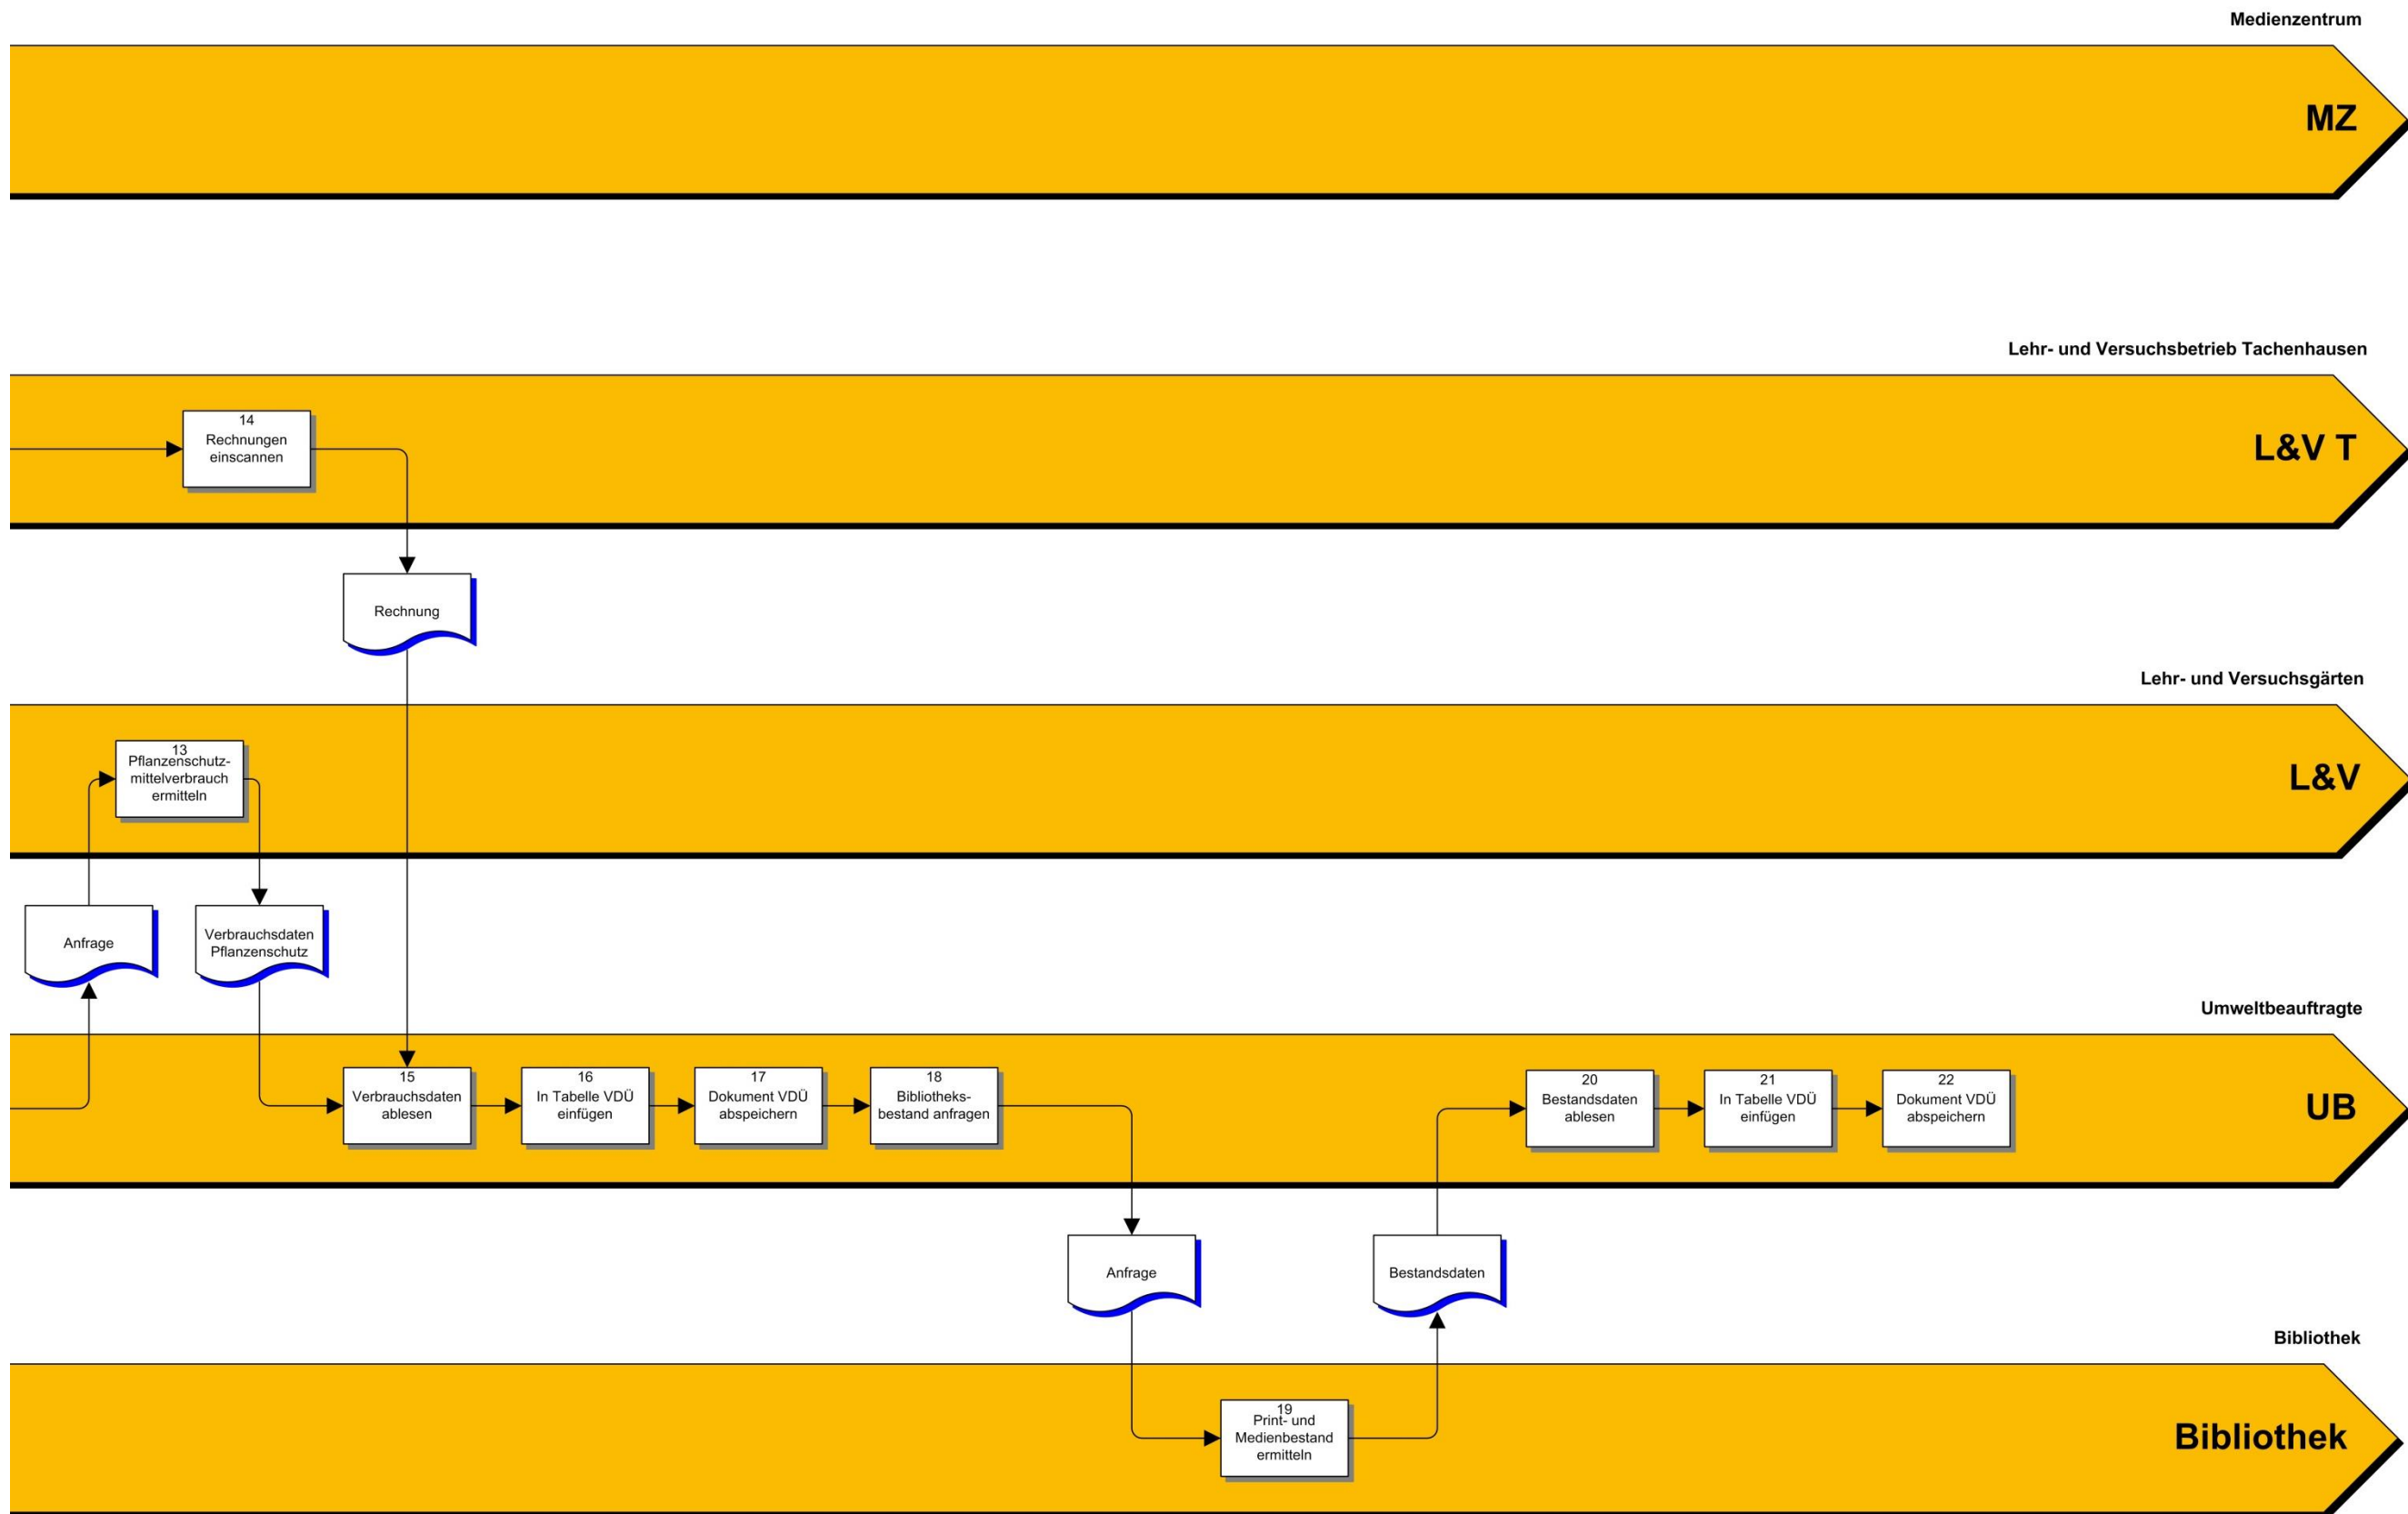 Medienzentrum
MZ
Lehr- und Versuchsbetrieb Tachenhausen
14
Rechnungen
einscannen
L&V T
Rechnung
Lehr- und Versuchsgärten
13
Pflanzenschutz-
mittelverbrauch
ermitteln
L&V
Anfrage
Verbrauchsdaten
Pflanzenschutz
Umweltbeauftragte
15
Verbrauchsdaten
ablesen
16
In Tabelle VDÜ
einfügen
17
Dokument VDÜ
abspeichern
18
Bibliotheks-
bestand anfragen
20
Bestandsdaten
ablesen
21
In Tabelle VDÜ
einfügen
22
Dokument VDÜ
abspeichern
UB
Anfrage
Bestandsdaten
Bibliothek
19
Print- und
Medienbestand
ermitteln
Bibliothek